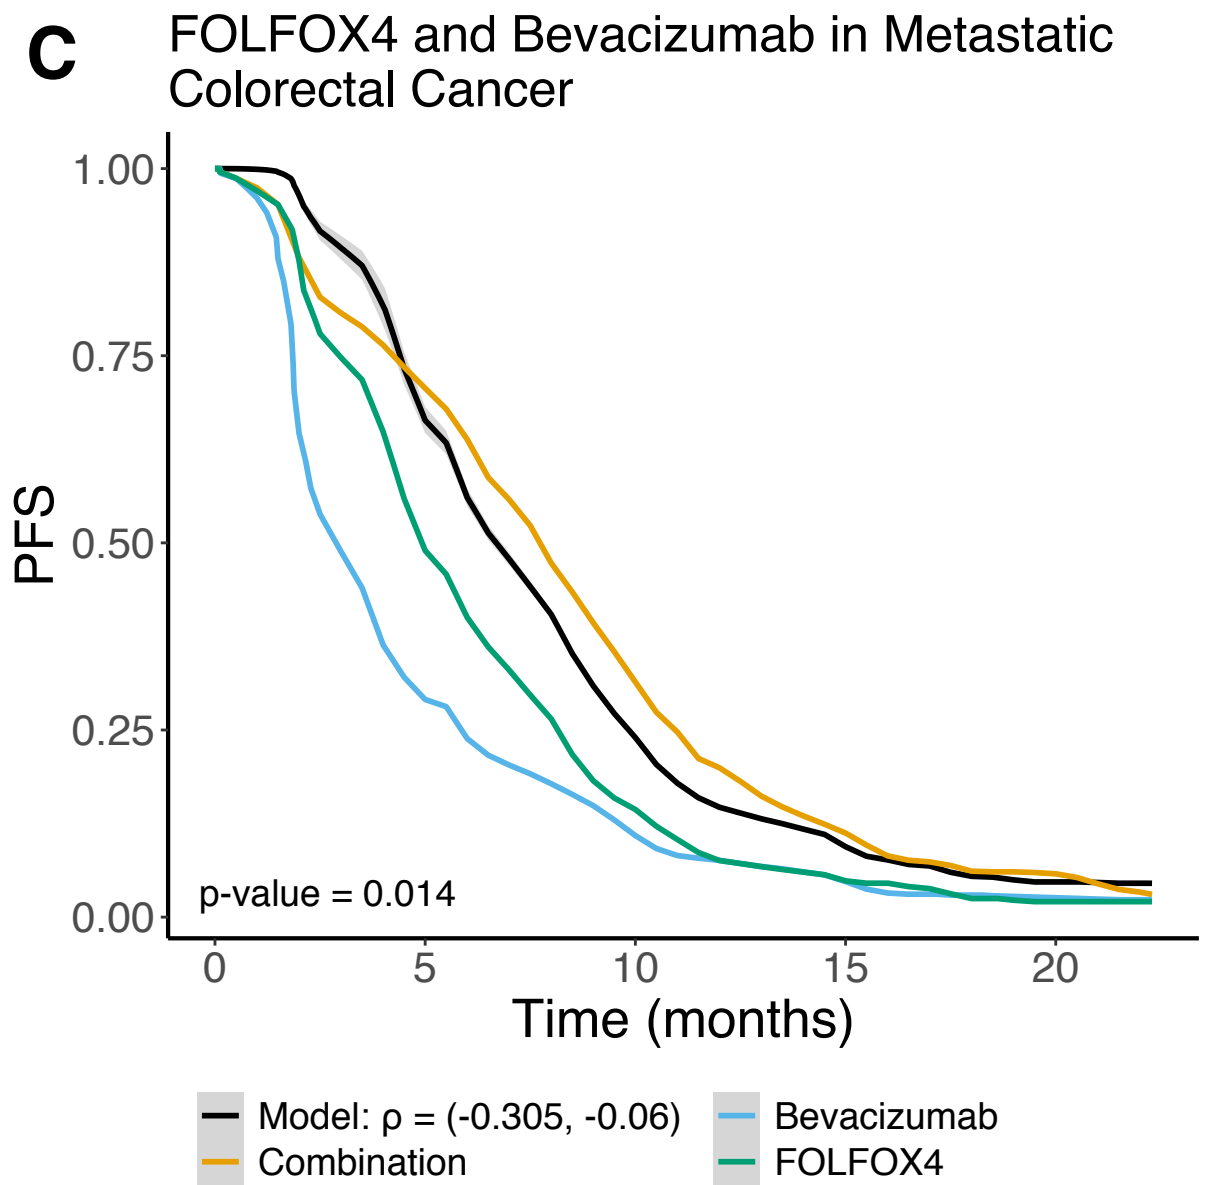 C
FOLFOX4 and Bevacizumab in Metastatic
Colorectal Cancer
1.00
0.75
0.50
0.25
0.00
PFS
p-value = 0.014
0 5 10 15 20
Time (months)
Model: ρ = (-0.305, -0.06) Bevacizumab
Combination FOLFOX4